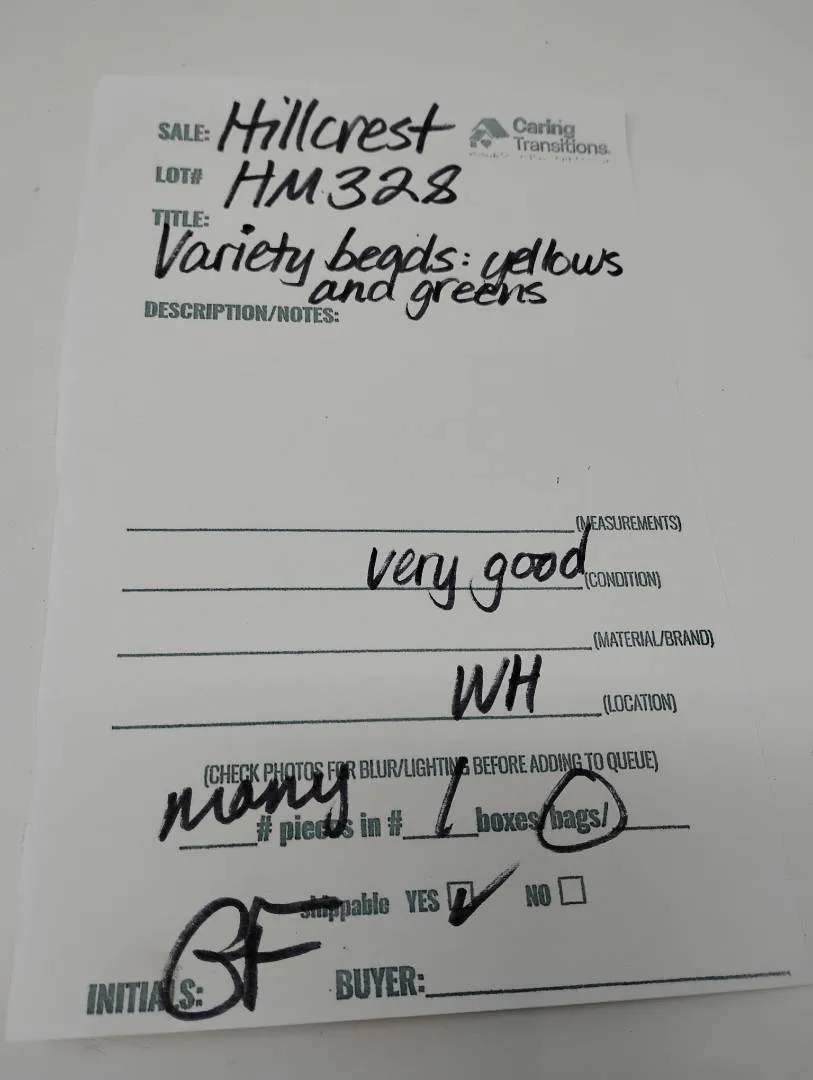 SALE: Hillcrest
Caring
Transitions
LOT# HM328
TITLE:
Variety beads: yellows
and greens
DESCRIPTION/NOTES:
(MEASUREMENTS)
very good (CONDITION)
(MATERIAL/BRAND)
WH (LOCATION)
(CHECK PHOTOS FOR BLUR/LIGHTING BEFORE ADDING TO QUEUE)
many # pieces in # 1 boxes/bags/
shippable YES NO
INITIALS: BF BUYER: